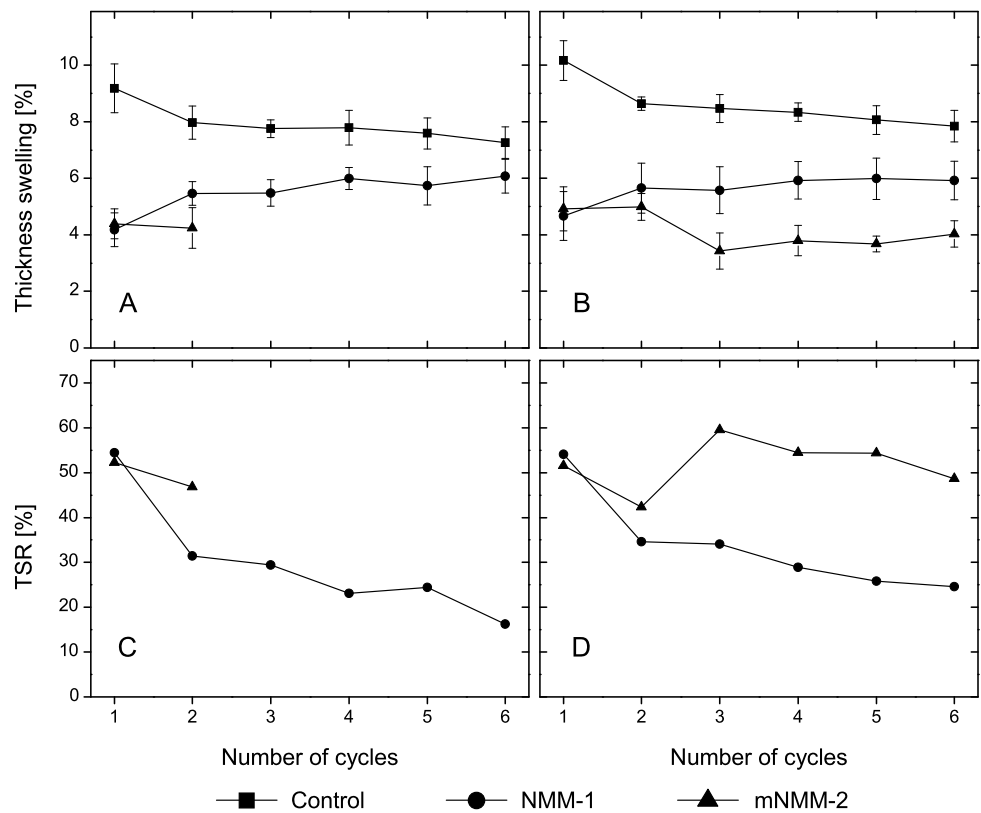 Thickness swelling [%]
10
8
6
4
2
0
A
B
TSR [%]
70
60
50
40
30
20
10
0
C
D
1 2 3 4 5 6
1 2 3 4 5 6
Number of cycles
Number of cycles
Control NMM-1 mNMM-2